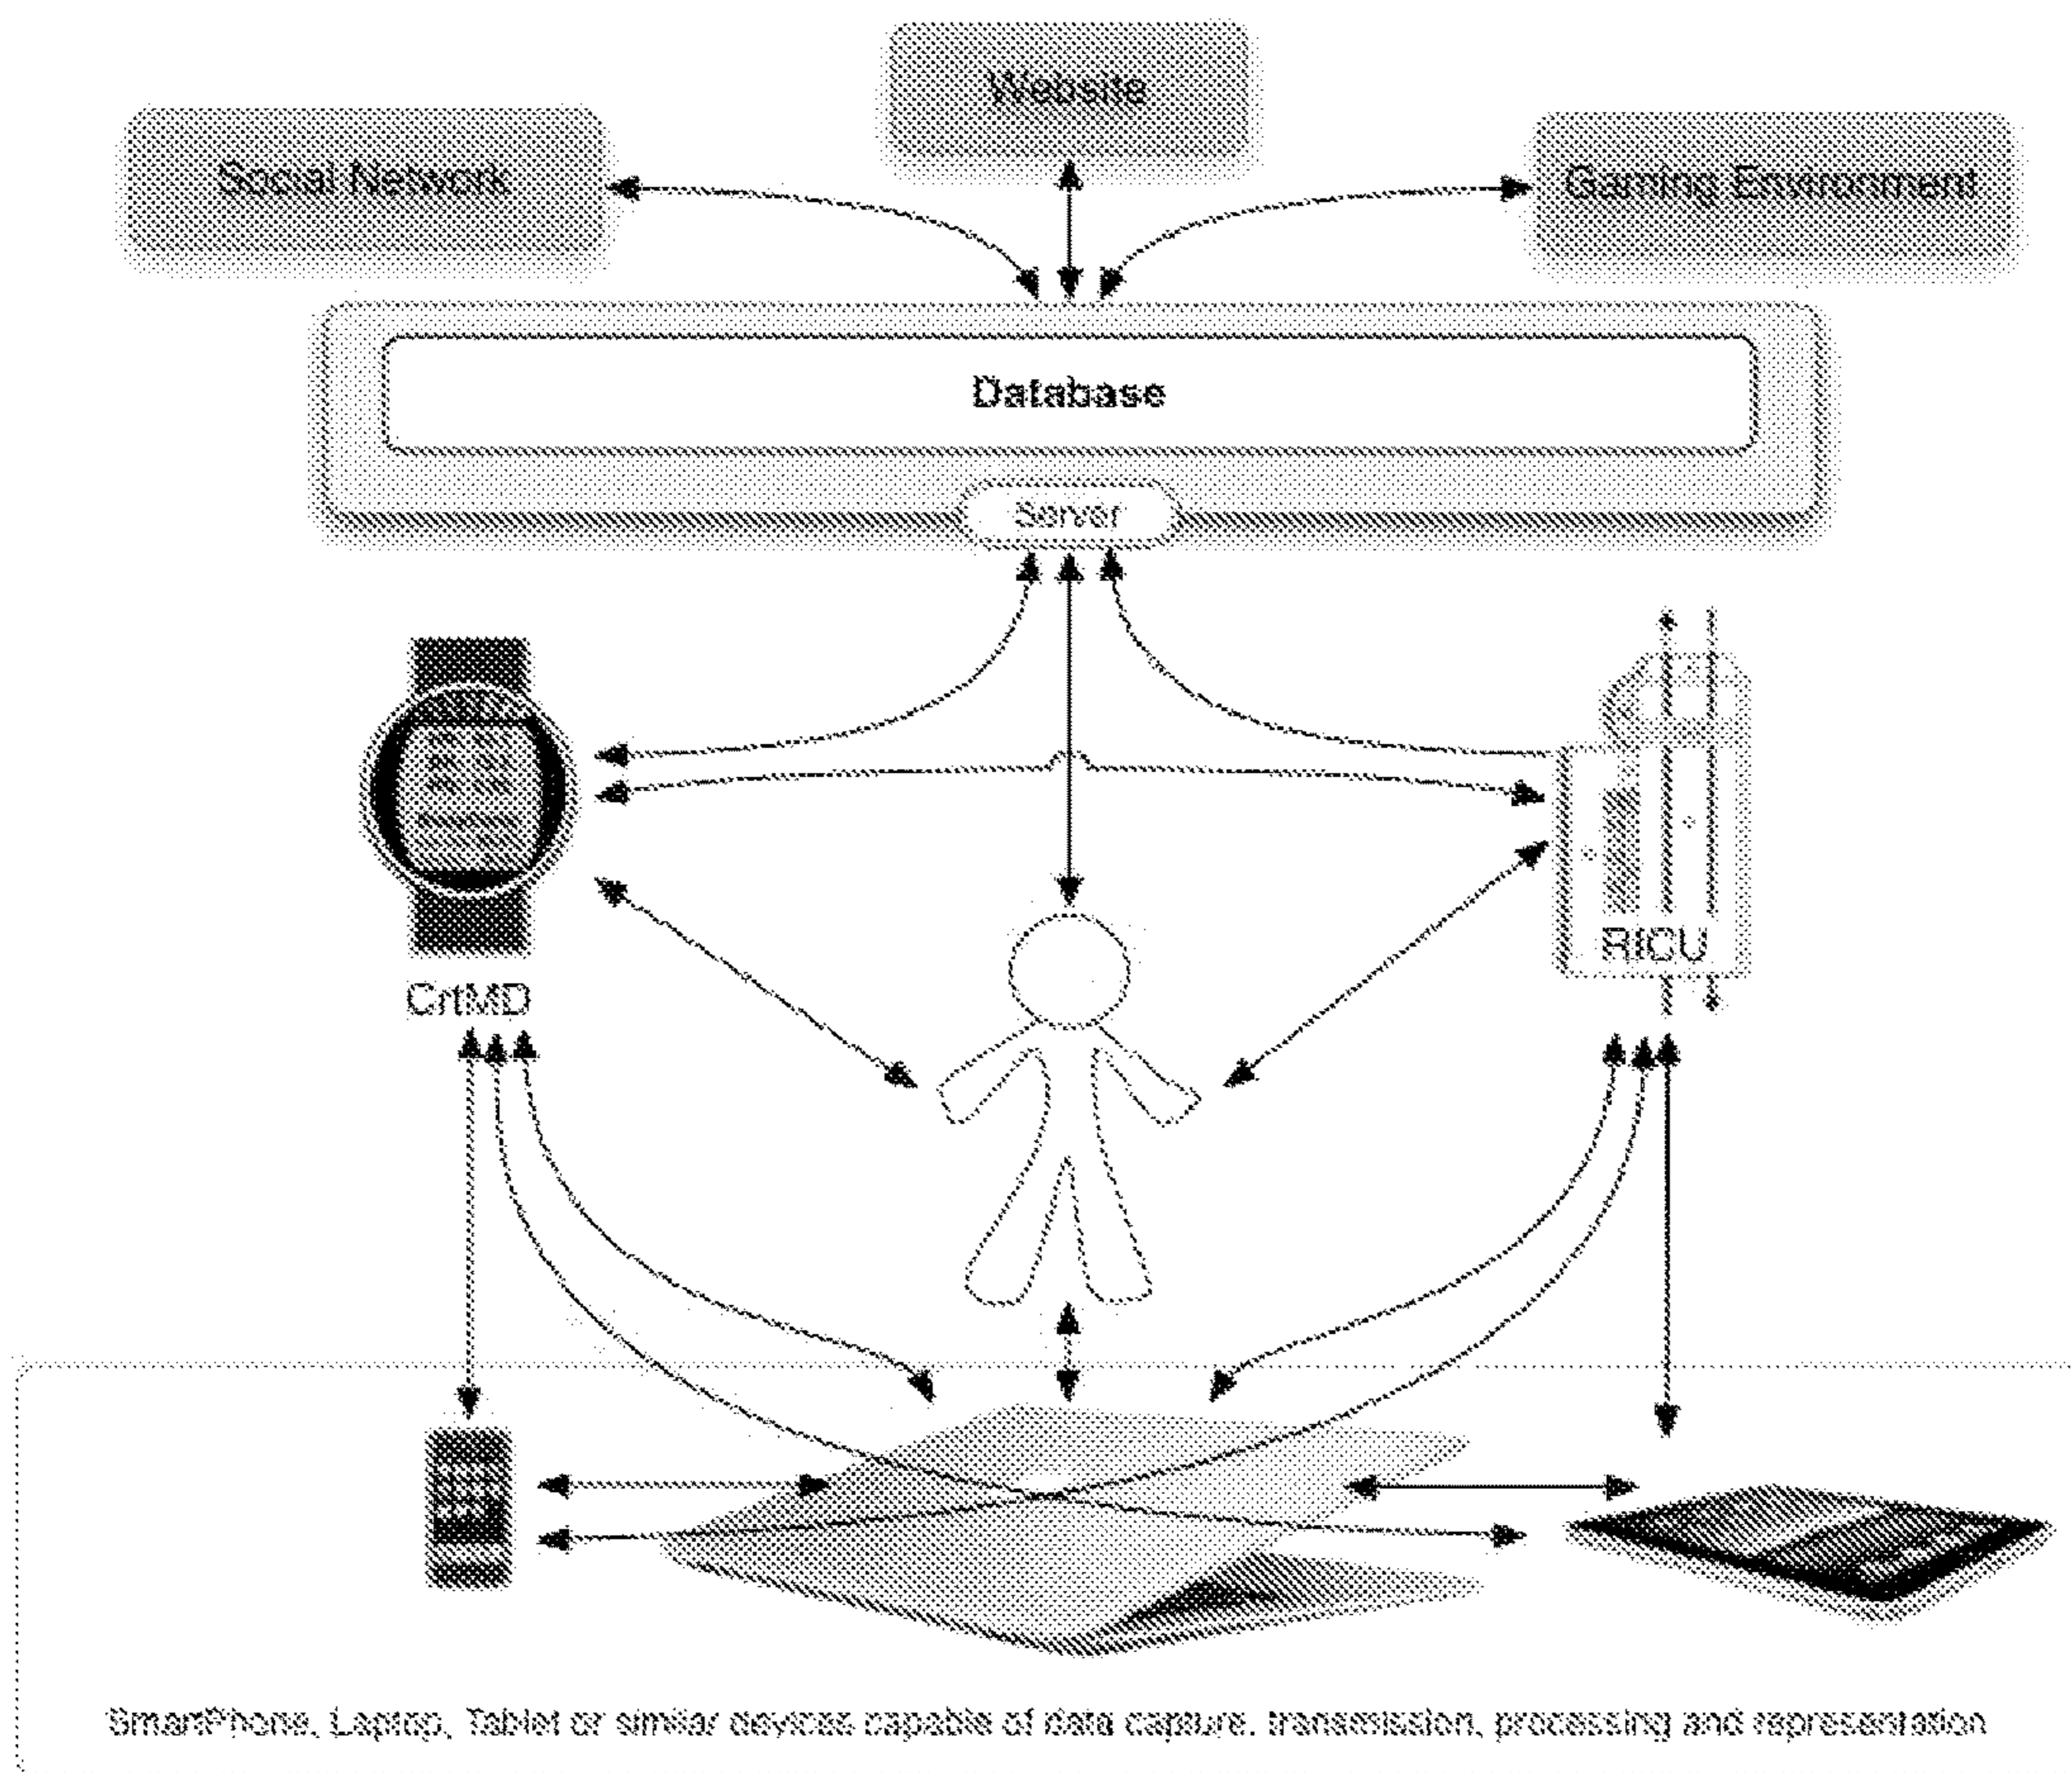 Website
Social Network
Gaming Environment
Database
Server
RICU
CrtMD
SmartPhone, Laptop, Tablet or similar devices capable of data capture, transmission, processing and representation